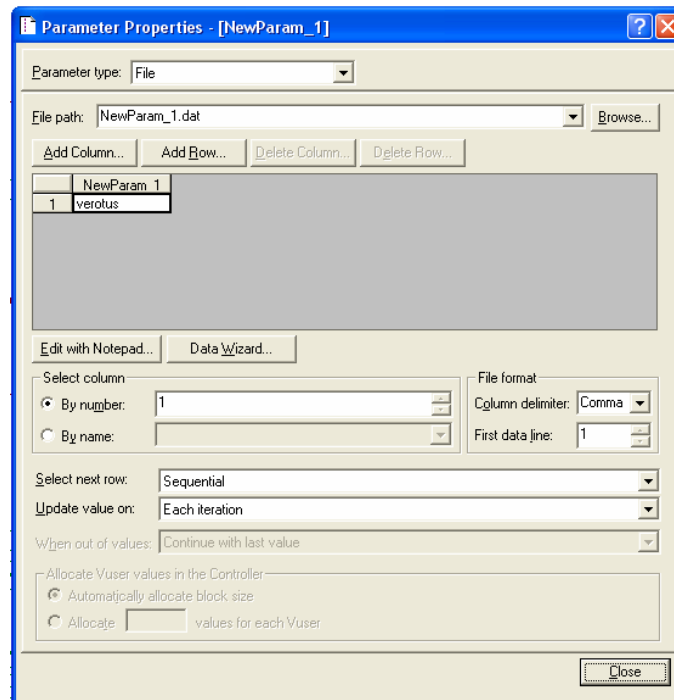 Parameter Properties - [NewParam_1]
Parameter type: File
File path: NewParam_1.dat Browse...
Add Column... Add Row... Delete Column... Delete Row...
NewParam_1
1 verotus
Edit with Notepad... Data Wizard...
Select column File format
By number: 1 Column delimiter: Comma
By name: First data line: 1
Select next row: Sequential
Update value on: Each iteration
When out of values: Continue with last value
Allocate Vuser values in the Controller
Automatically allocate block size
Allocate values for each Vuser
Close